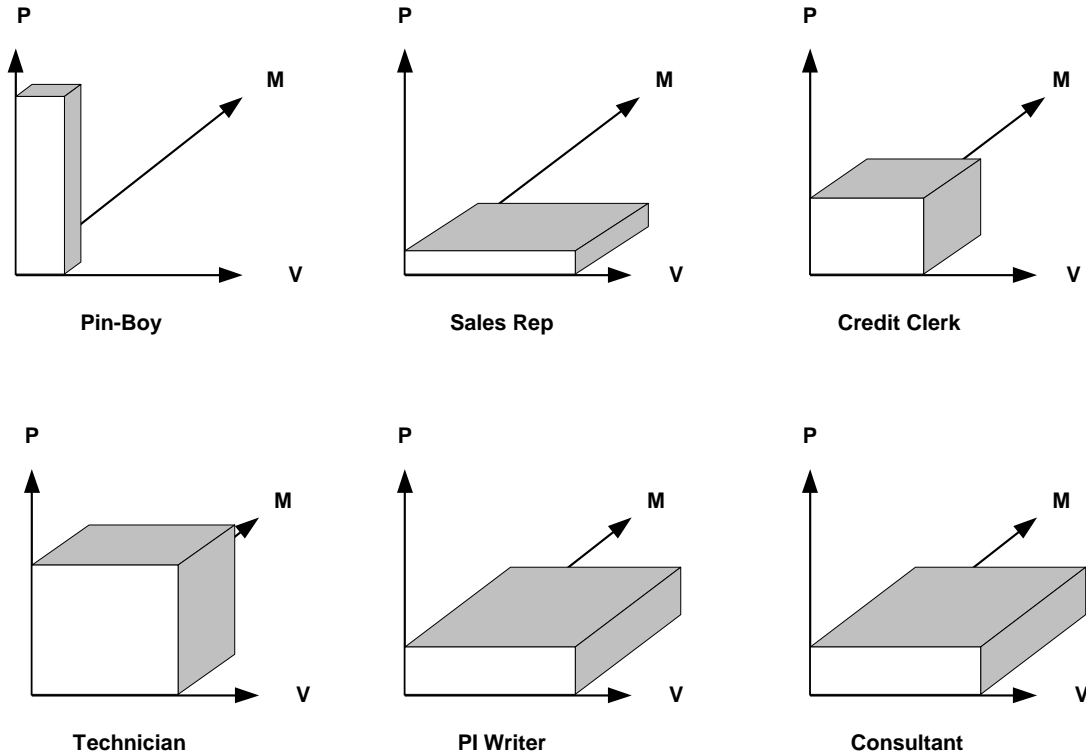 P
M
V
Pin-Boy
P
M
V
Sales Rep
P
M
V
Credit Clerk
P
M
V
Technician
P
M
V
PI Writer
P
M
V
Consultant